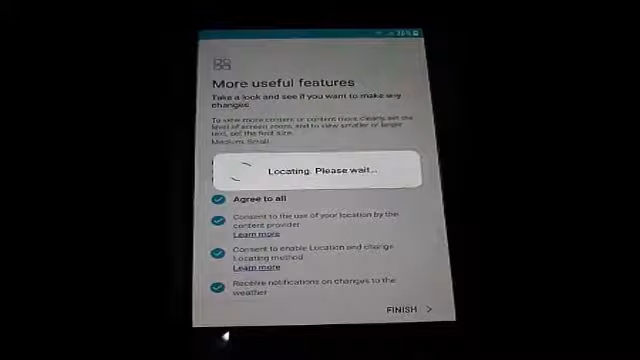 More useful features
Take a look and see if you want to make any
changes.
To view more content or content more clearly, set the
level of screen zoom, and to view smaller or larger
text, set the font size.
Medium, Small
Locating. Please wait...
Agree to all
Consent to the use of your location by the
content provider
Learn more
Consent to enable Location and change
Locating method
Learn more
Receive notifications on changes to the
weather
FINISH >